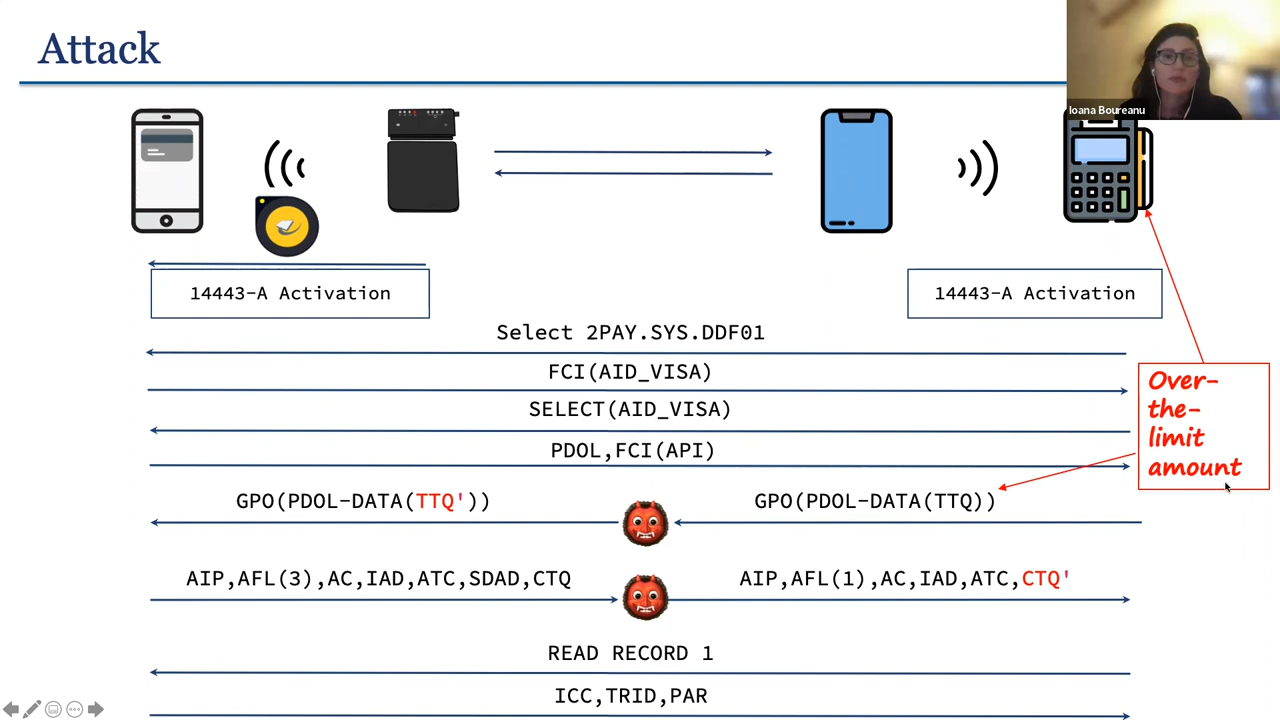 Attack
Ioana Boureanu
14443-A Activation
14443-A Activation
Select 2PAY.SYS.DDF01
FCI(AID_VISA)
SELECT(AID_VISA)
PDOL,FCI(API)
Over-
the-
limit
amount
GPO(PDOL-DATA(TTQ'))
GPO(PDOL-DATA(TTQ))
AIP,AFL(3),AC,IAD,ATC,SDAD,CTQ
AIP,AFL(1),AC,IAD,ATC,CTQ'
READ RECORD 1
ICC,TRID,PAR